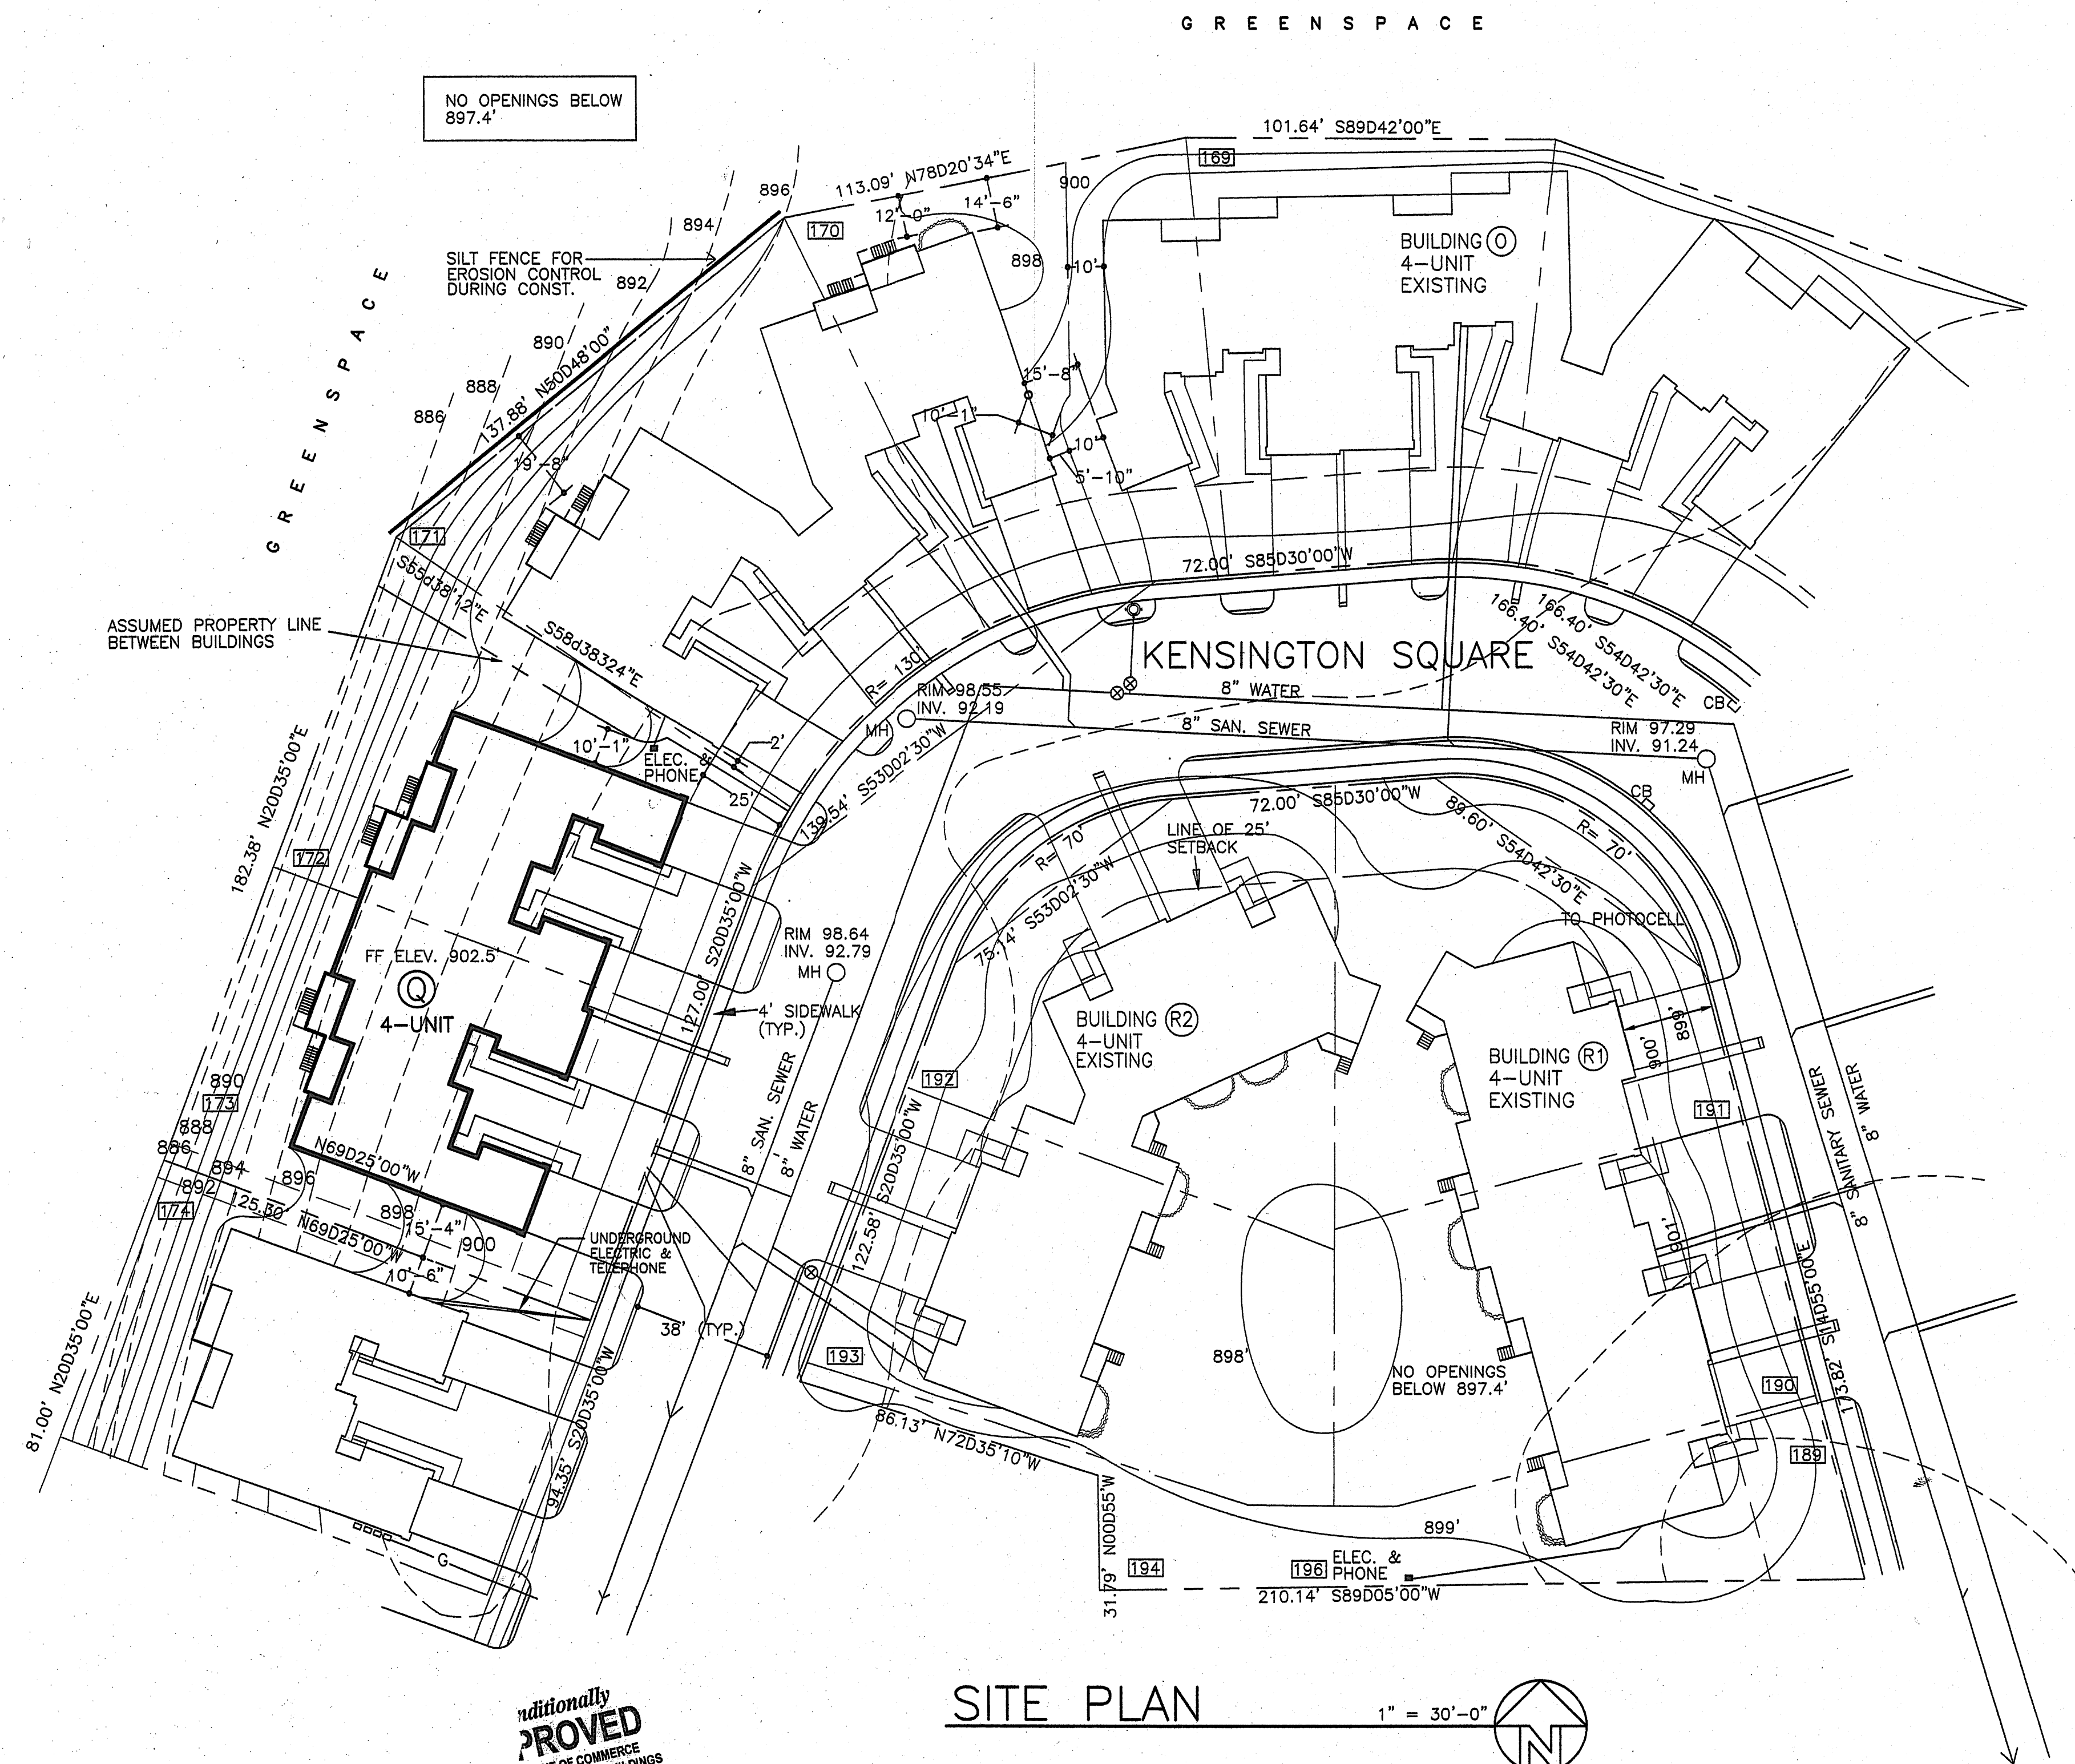 G R E E N S P A C E
NO OPENINGS BELOW
897.4'
101.64' S89D42'00"E
169
113.09' N78D20'34"E
896
900
12'-0"
14'-6"
894
170
SILT FENCE FOR
EROSION CONTROL
DURING CONST.
892
898
10'
BUILDING O
4-UNIT
EXISTING
G R E E N S P A C E
890
137.88' N50D48'00"
888
886
15'-8"
10'-1"
10'
5'-10"
19'-8"
171
S55d38'12"E
72.00' S85D30'00"W
166.40' S54D42'30"E
166.40' S54D42'30"E
ASSUMED PROPERTY LINE
BETWEEN BUILDINGS
S58d38324"E
KENSINGTON SQUARE
R= 130'
RIM 98.55
INV. 92.19
MH
8" WATER
8" SAN. SEWER
CB
RIM 97.29
INV. 91.24
MH
182.38' N20D35'00"E
10'-1"
2'
ELEC. &
PHONE
25'
139.54' S53D02'30"W
CB
72.00' S85D30'00"W
89.60' S54D42'30"E
R= 70'
LINE OF 25'
SETBACK
R= 70'
75.14' S53D02'30"W
172
TO PHOTOCELL
FF ELEV. 902.5'
Q
4-UNIT
RIM 98.64
INV. 92.79
MH
127.00' S20D35'00"W
4' SIDEWALK
(TYP.)
BUILDING R2
4-UNIT
EXISTING
899'
900'
BUILDING R1
4-UNIT
EXISTING
890
173
888
886
894
892
896
174
N69D25'00"W
125.30'
N69D25'00"W
898
15'-4"
900
10'-6"
8" SAN. SEWER
8" WATER
192
191
8" SANITARY SEWER
8" WATER
122.58' S20D35'00"W
UNDERGROUND
ELECTRIC &
TELEPHONE
901'
38' (TYP.)
193
898'
NO OPENINGS
BELOW 897.4'
190
173.82' S14D55'00"E
81.00' N20D35'00"E
94.35' S20D35'00"W
86.13' N72D35'10"W
189
G
899'
31.79' N00D55'W
194
196
ELEC. &
PHONE
210.14' S89D05'00"W
SITE PLAN
1" = 30'-0"
N
nditionally
PROVED
T OF COMMERCE
LDINGS